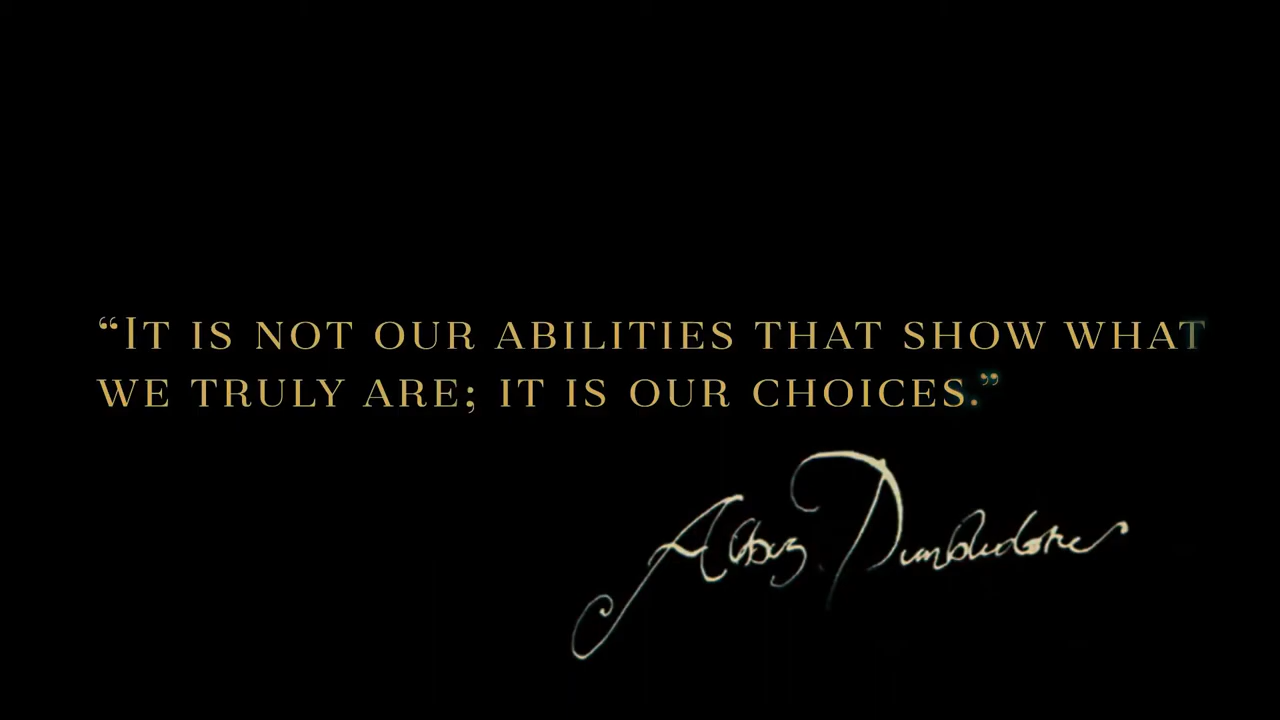 “It is not our abilities that show what
we truly are; it is our choices.”
Albus Dumbledore